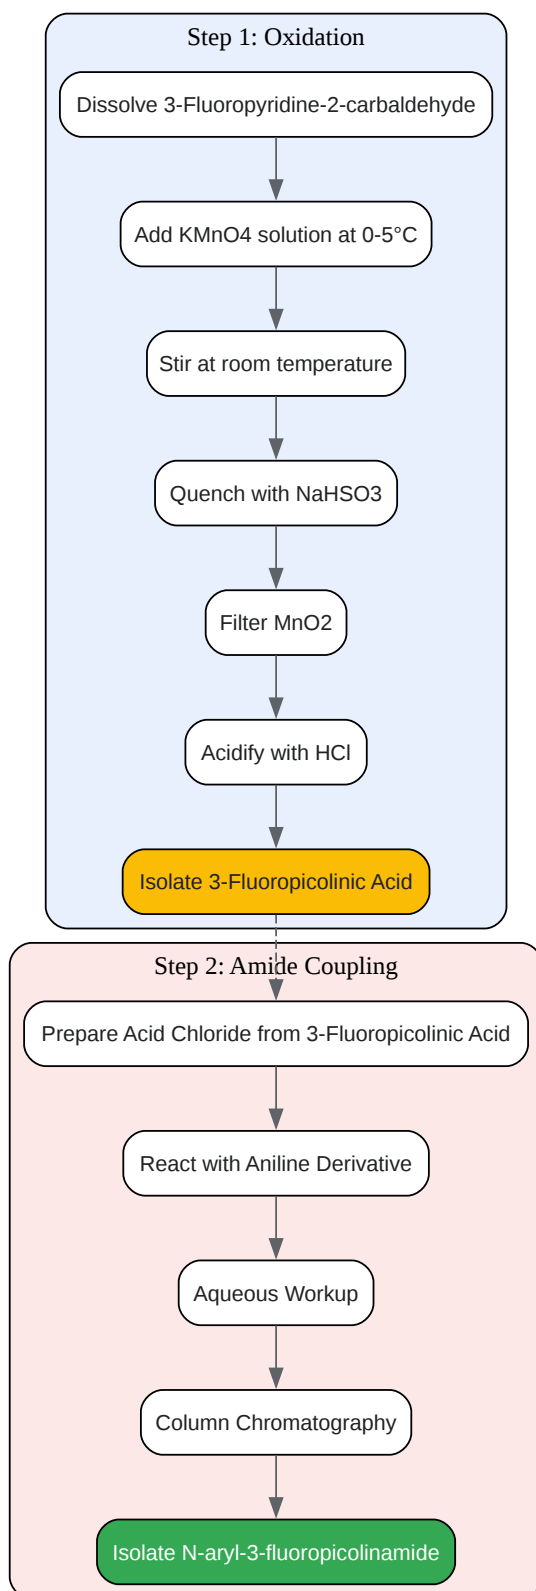 Step 1: Oxidation
Dissolve 3-Fluoropyridine-2-carbaldehyde
Add KMnO4 solution at 0-5°C
Stir at room temperature
Quench with NaHSO3
Filter MnO2
Acidify with HCl
Isolate 3-Fluoropicolinic Acid
Step 2: Amide Coupling
Prepare Acid Chloride from 3-Fluoropicolinic Acid
React with Aniline Derivative
Aqueous Workup
Column Chromatography
Isolate N-aryl-3-fluoropicolinamide